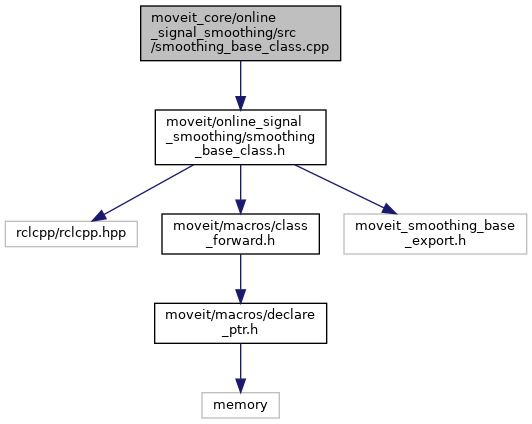 moveit_core/online
_signal_smoothing/src
/smoothing_base_class.cpp
moveit/online_signal
_smoothing/smoothing
_base_class.h
rclcpp/rclcpp.hpp
moveit/macros/class
_forward.h
moveit_smoothing_base
_export.h
moveit/macros/declare
_ptr.h
memory